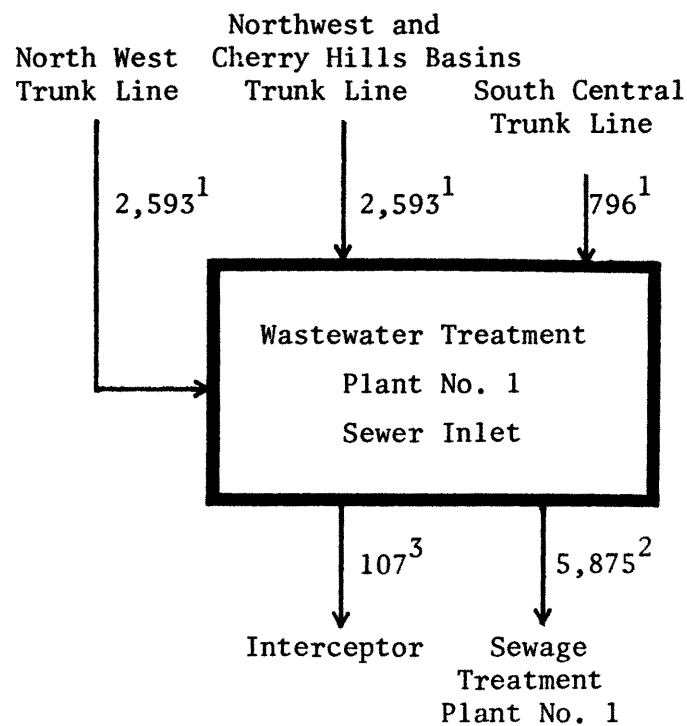 North West
Trunk Line
Northwest and
Cherry Hills Basins
Trunk Line
South Central
Trunk Line
2,593¹
2,593¹
796¹
Wastewater Treatment
Plant No. 1
Sewer Inlet
107³
5,875²
Interceptor
Sewage
Treatment
Plant No. 1